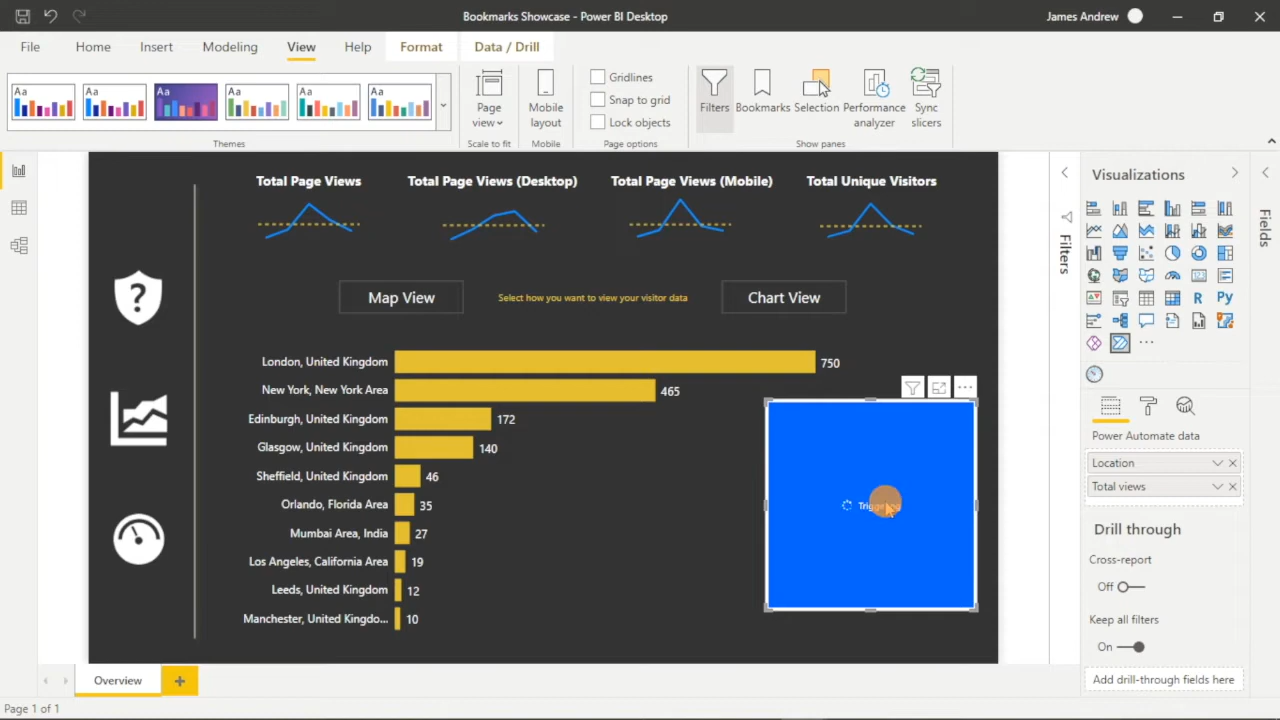 Bookmarks Showcase - Power BI Desktop
James Andrew
File Home Insert Modeling View Help Format Data / Drill
Aa Aa Aa Aa Aa Aa
Page view
Mobile layout
Gridlines
Snap to grid
Lock objects
Filters
Bookmarks
Selection
Performance analyzer
Sync slicers
Themes
Scale to fit
Mobile
Page options
Show panes
Total Page Views
Total Page Views (Desktop)
Total Page Views (Mobile)
Total Unique Visitors
Map View
Select how you want to view your visitor data
Chart View
London, United Kingdom 750
New York, New York Area 465
Edinburgh, United Kingdom 172
Glasgow, United Kingdom 140
Sheffield, United Kingdom 46
Orlando, Florida Area 35
Mumbai Area, India 27
Los Angeles, California Area 19
Leeds, United Kingdom 12
Manchester, United Kingdo... 10
Filters
Visualizations
R Py
Power Automate data
Location
Total views
Drill through
Cross-report
Off
Keep all filters
On
Add drill-through fields here
Fields
Overview
Page 1 of 1